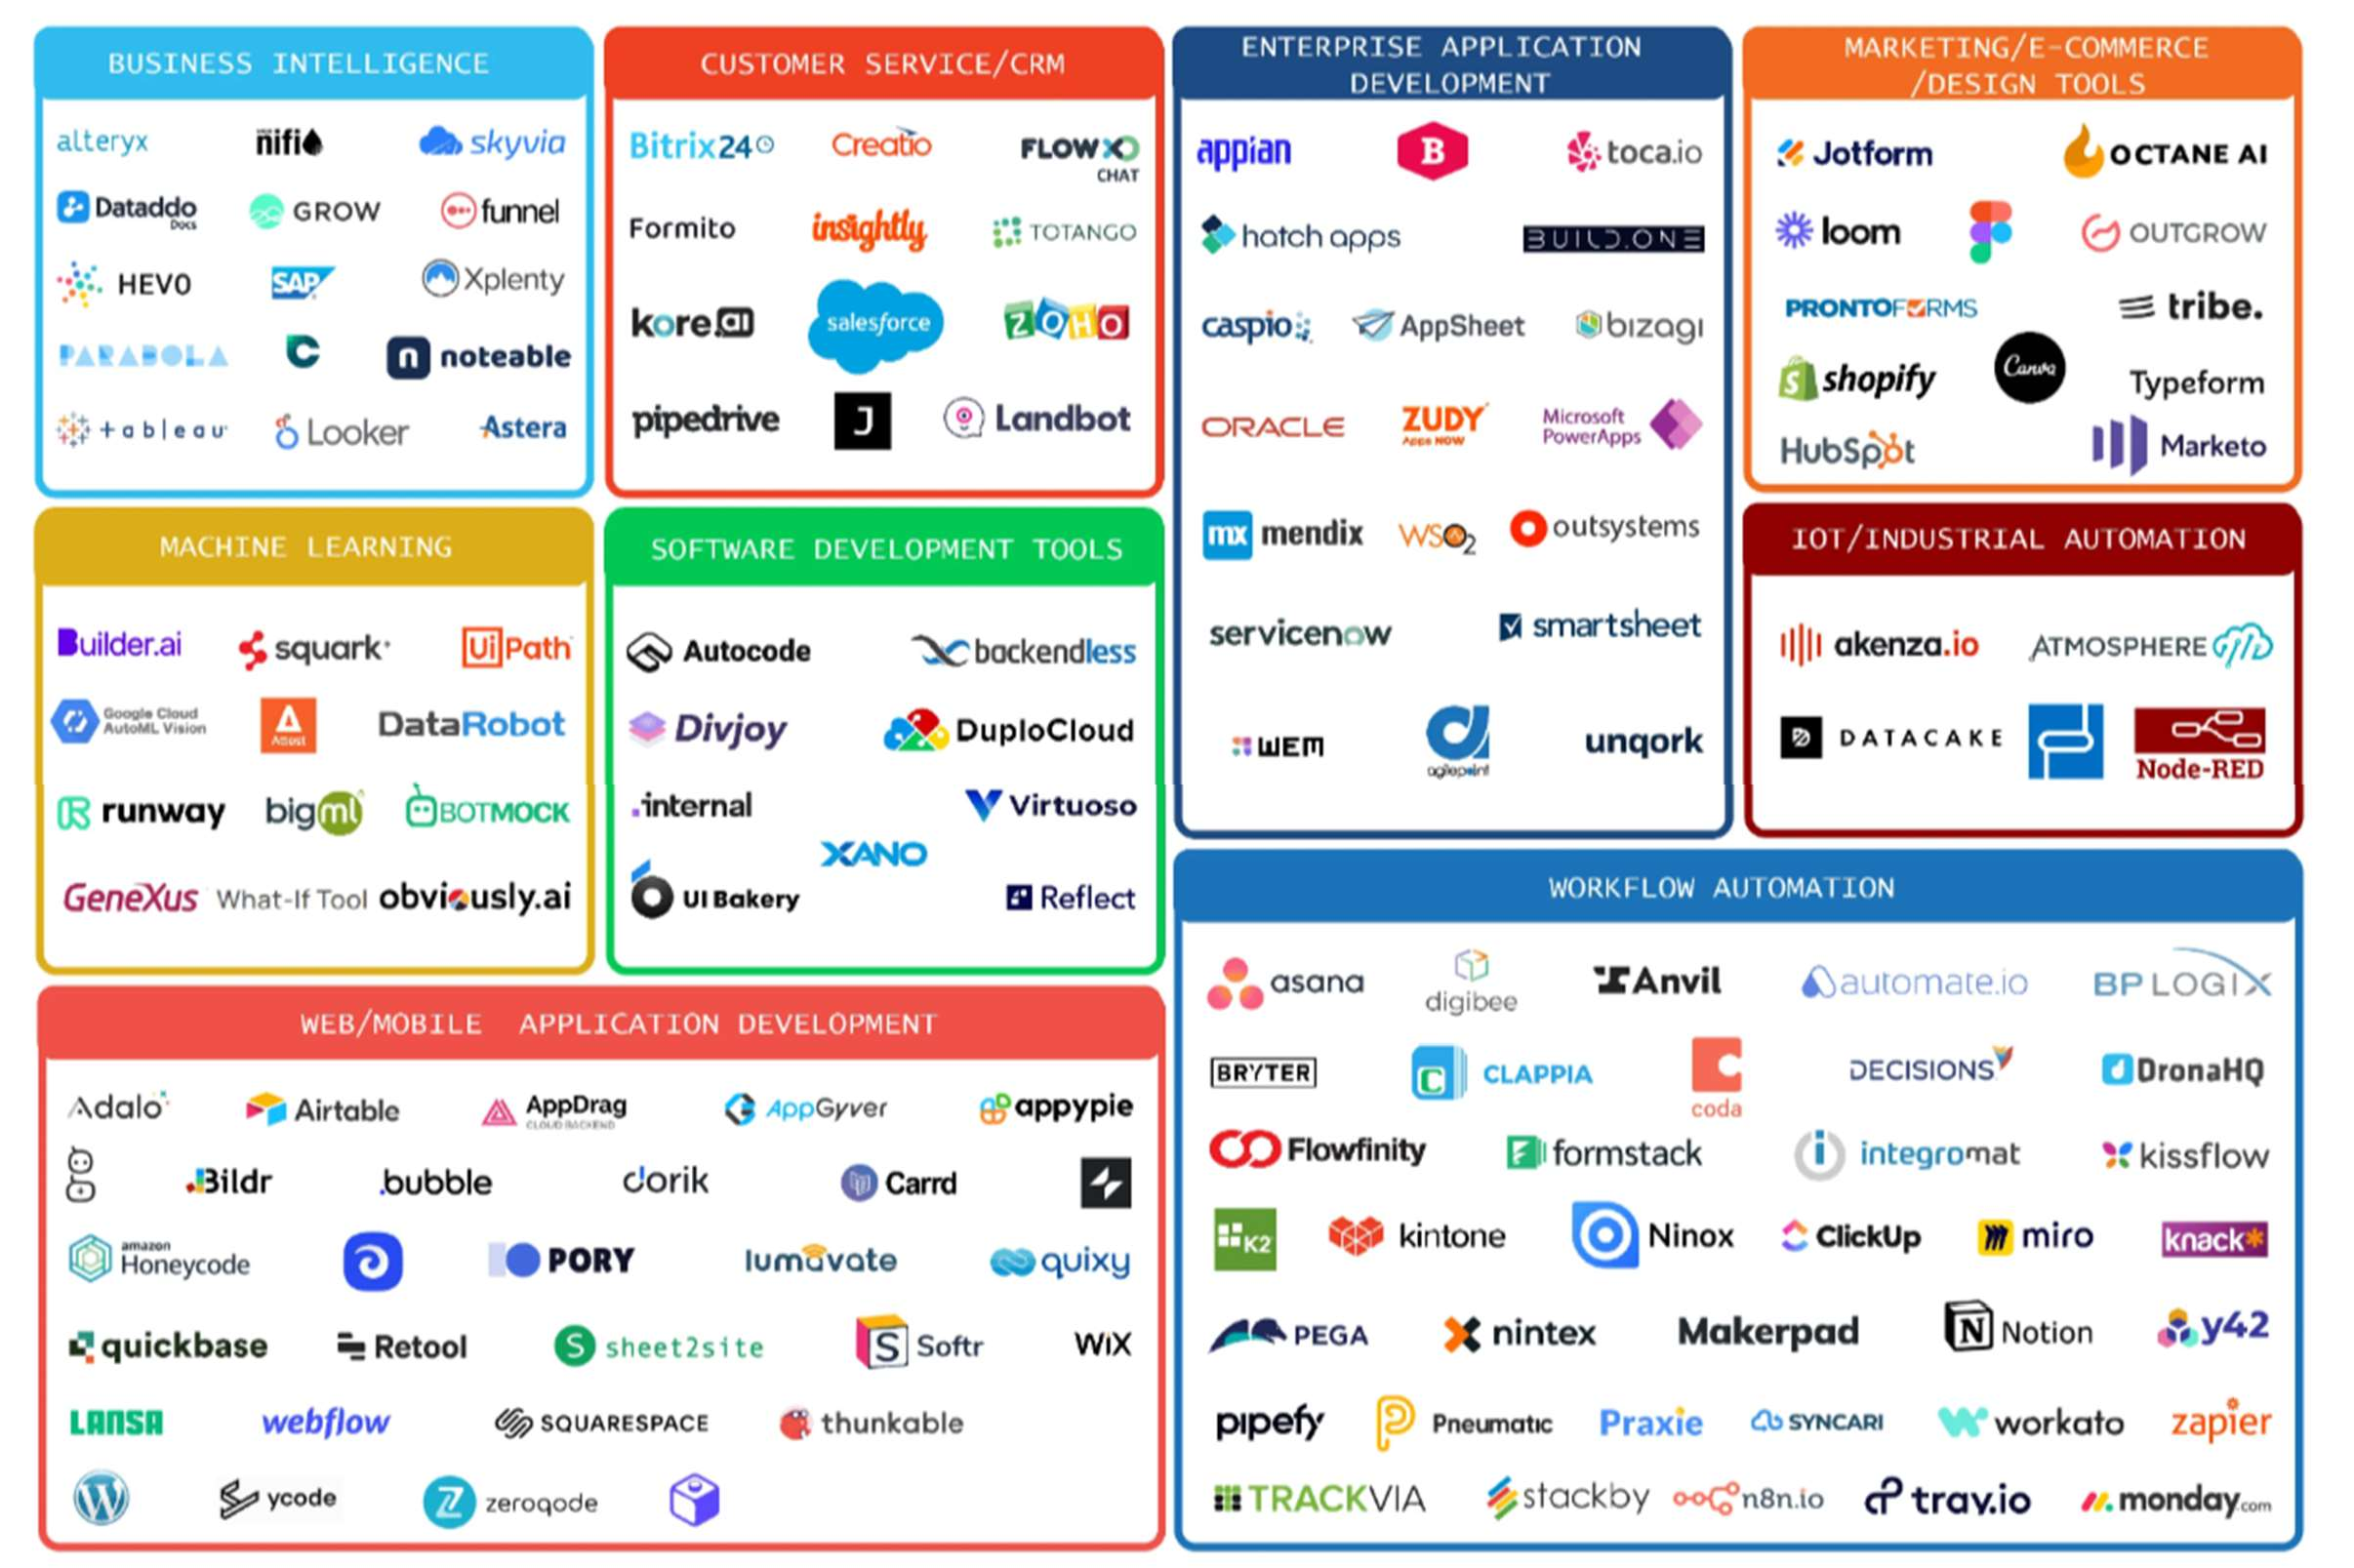 BUSINESS INTELLIGENCE
alteryx
nifi
skyvia
Dataddo
Docs
GROW
funnel
HEVO
SAP
Xplenty
PARABOLA
C
n noteable
+ableau
Looker
Astera
CUSTOMER SERVICE/CRM
Bitrix24
Creatio
FLOW XO
CHAT
Formito
insightly
TOTANGO
kore.ai
salesforce
ZOHO
pipedrive
J
Landbot
ENTERPRISE APPLICATION
DEVELOPMENT
appian
B
toca.io
hatch apps
BUILD.ONE
caspio
AppSheet
bizagi
ORACLE
ZUDY
Apps NOW
Microsoft
PowerApps
mx mendix
WSO2
outsystems
servicenow
smartsheet
WEM
agilepoint
unqork
MARKETING/E-COMMERCE
/DESIGN TOOLS
Jotform
OCTANE AI
loom
OUTGROW
PRONTOFORMS
tribe.
S shopify
Canva
Typeform
HubSpot
Marketo
MACHINE LEARNING
Builder.ai
squark
UiPath
Google Cloud
AutoML Vision
Attest
DataRobot
R runway
bigml
BOTMOCK
GeneXus
What-If Tool
obviously.ai
SOFTWARE DEVELOPMENT TOOLS
Autocode
backendless
Divjoy
DuploCloud
.internal
Virtuoso
XANO
UI Bakery
Reflect
IOT/INDUSTRIAL AUTOMATION
akenza.io
ATMOSPHERE
DATACAKE
Node-RED
WEB/MOBILE APPLICATION DEVELOPMENT
Adalo
Airtable
AppDrag
CLOUD BACKEND
AppGyver
appypie
Bildr
.bubble
dorik
Carrd
amazon
Honeycode
PORY
lumavate
quixy
quickbase
Retool
S sheet2site
S Softr
WiX
LANSA
webflow
SQUARESPACE
thunkable
W
ycode
Z zeroqode
WORKFLOW AUTOMATION
asana
digibee
Anvil
automate.io
BP LOGIX
BRYTER
C CLAPPIA
coda
DECISIONS
DronaHQ
Flowfinity
F formstack
i integromat
kissflow
K2
kintone
Ninox
ClickUp
miro
knack*
PEGA
nintex
Makerpad
N Notion
y42
pipefy
Pneumatic
Praxie
SYNCARI
workato
zapier
TRACKVIA
stackby
n8n.io
trav.io
monday.com